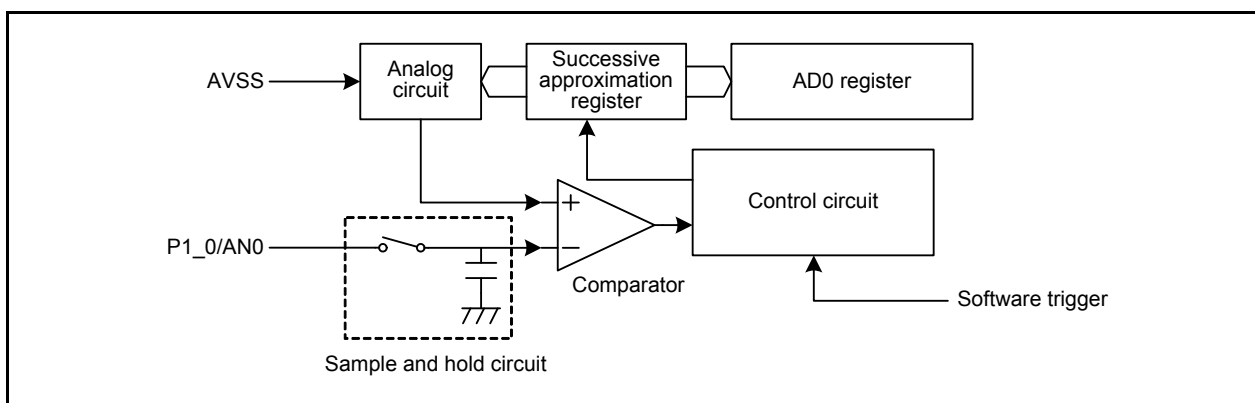 AVSS
Analog
circuit
Successive
approximation
register
AD0 register
Control circuit
P1_0/AN0
+
−
Comparator
Software trigger
Sample and hold circuit